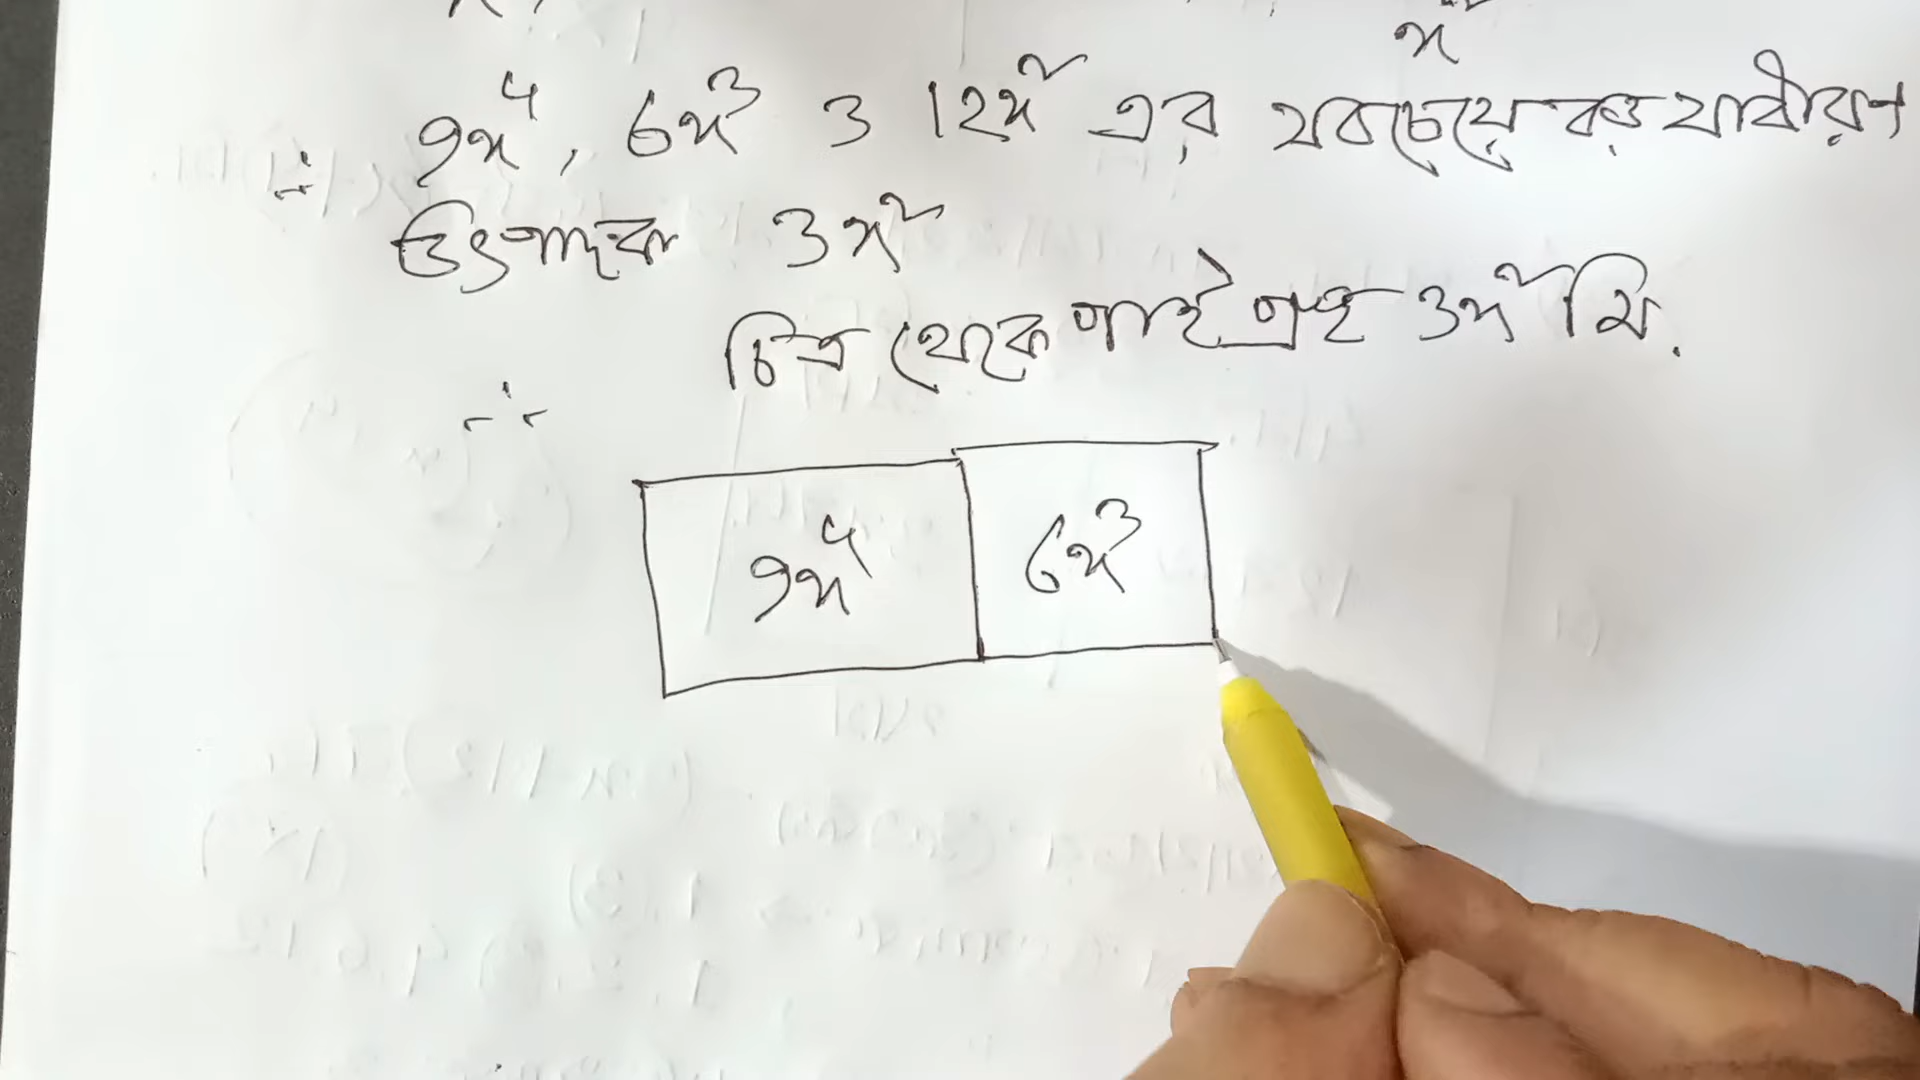 x
∴ 9x⁴, 6x³ ও 12x² এর সবচেয়ে বড় সাধারণ
উৎপাদক 3x²
চিত্র থেকে পাই প্রস্থ 3x² মি.
∴
9x⁴ 6x³